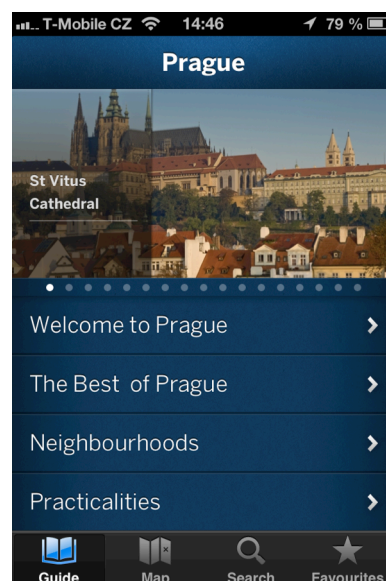 T-Mobile CZ 14:46 79 %
Prague
St Vitus
Cathedral
Welcome to Prague
The Best of Prague
Neighbourhoods
Practicalities
Guide Map Search Favourites